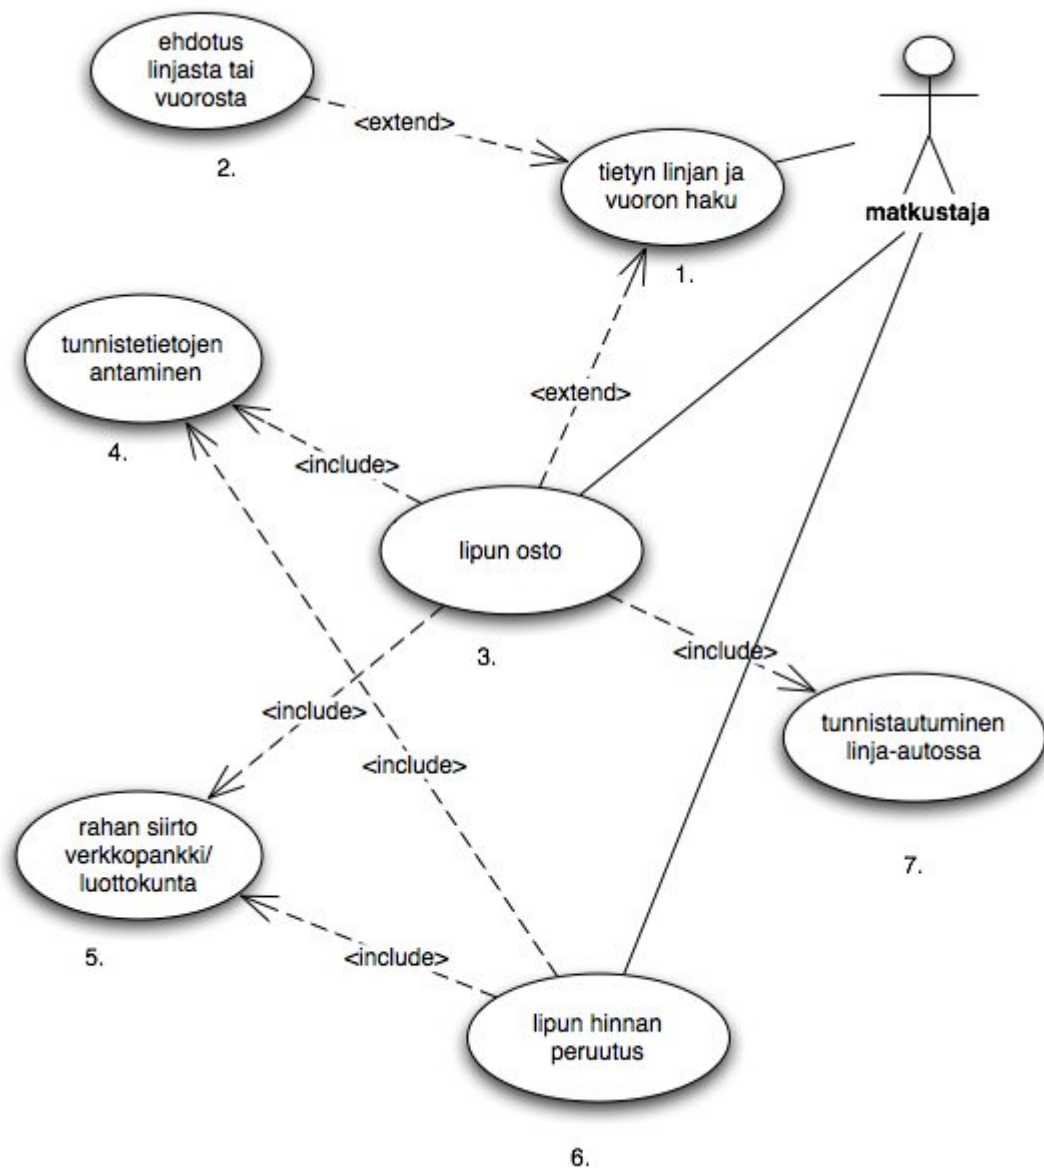 ehdotus
linjasta tai
vuorosta
<extend>
2.
tietyn linjan ja
vuoron haku
matkustaja
1.
tunnistetietojen
antaminen
<extend>
4.
<include>
lipun osto
3.
<include>
<include>
tunnistautuminen
linja-autossa
<include>
rahan siirto
verkkopankki/
luottokunta
7.
5.
<include>
lipun hinnan
peruutus
6.